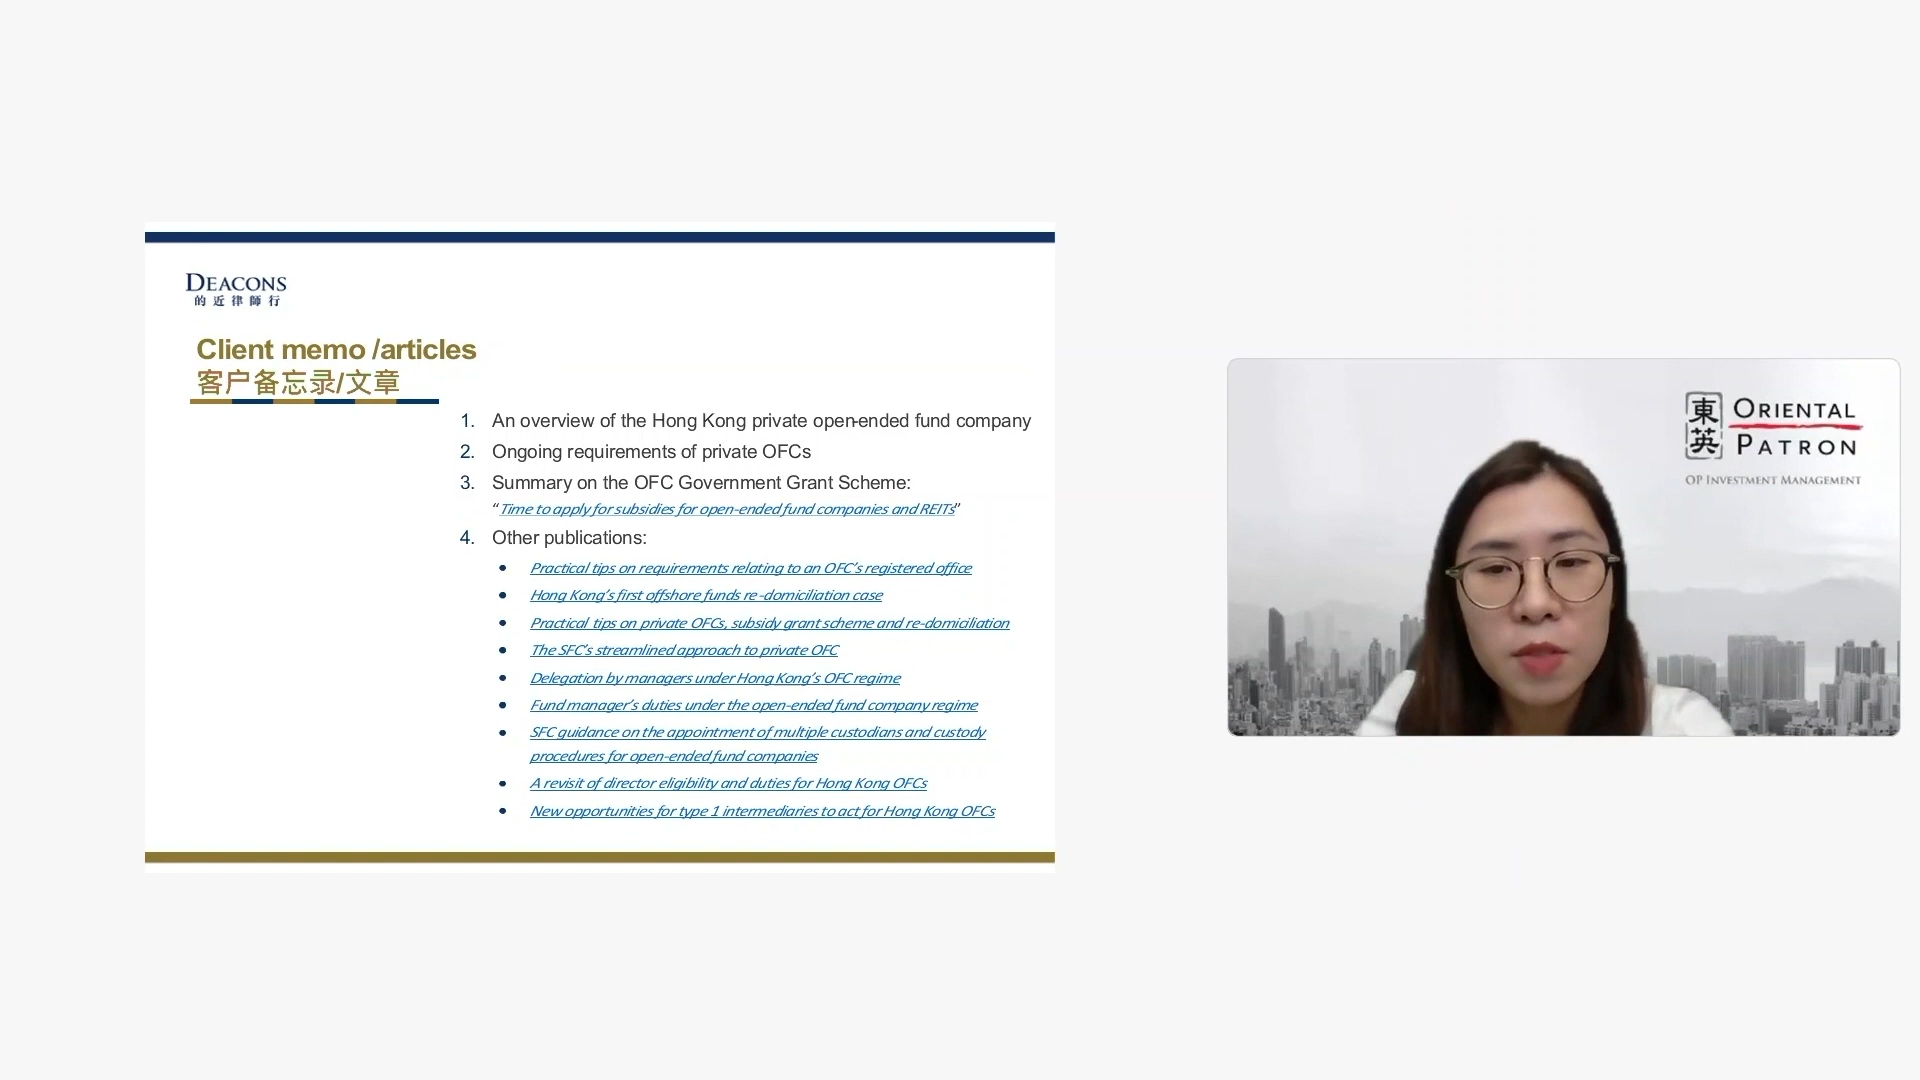 DEACONS
的近律師行
Client memo /articles
客户备忘录/文章
1. An overview of the Hong Kong private open-ended fund company
2. Ongoing requirements of private OFCs
3. Summary on the OFC Government Grant Scheme:
“Time to apply for subsidies for open-ended fund companies and REITs”
4. Other publications:
• Practical tips on requirements relating to an OFC’s registered office
• Hong Kong’s first offshore funds re-domiciliation case
• Practical tips on private OFCs, subsidy grant scheme and re-domiciliation
• The SFC’s streamlined approach to private OFC
• Delegation by managers under Hong Kong’s OFC regime
• Fund manager’s duties under the open-ended fund company regime
• SFC guidance on the appointment of multiple custodians and custody
procedures for open-ended fund companies
• A revisit of director eligibility and duties for Hong Kong OFCs
• New opportunities for type 1 intermediaries to act for Hong Kong OFCs
東英
ORIENTAL
PATRON
OP INVESTMENT MANAGEMENT